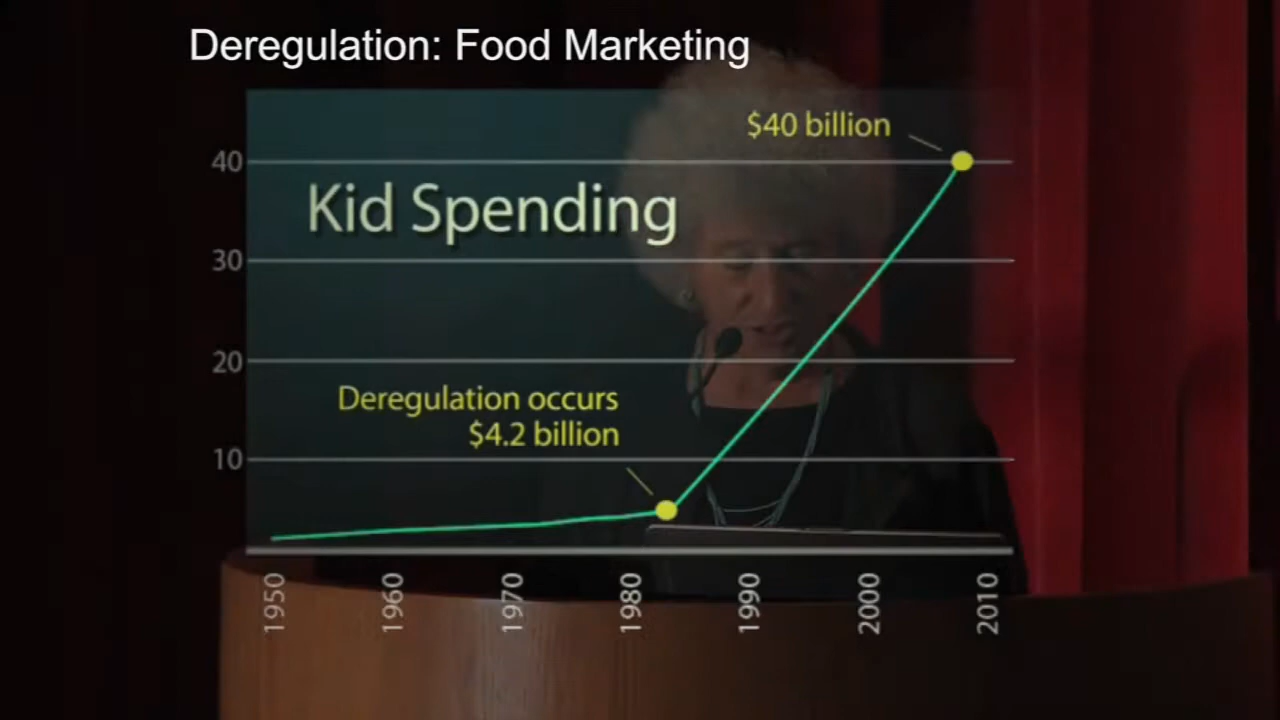 Deregulation: Food Marketing
$40 billion
40
Kid Spending
30
20
Deregulation occurs
$4.2 billion
10
1950
1960
1970
1980
1990
2000
2010